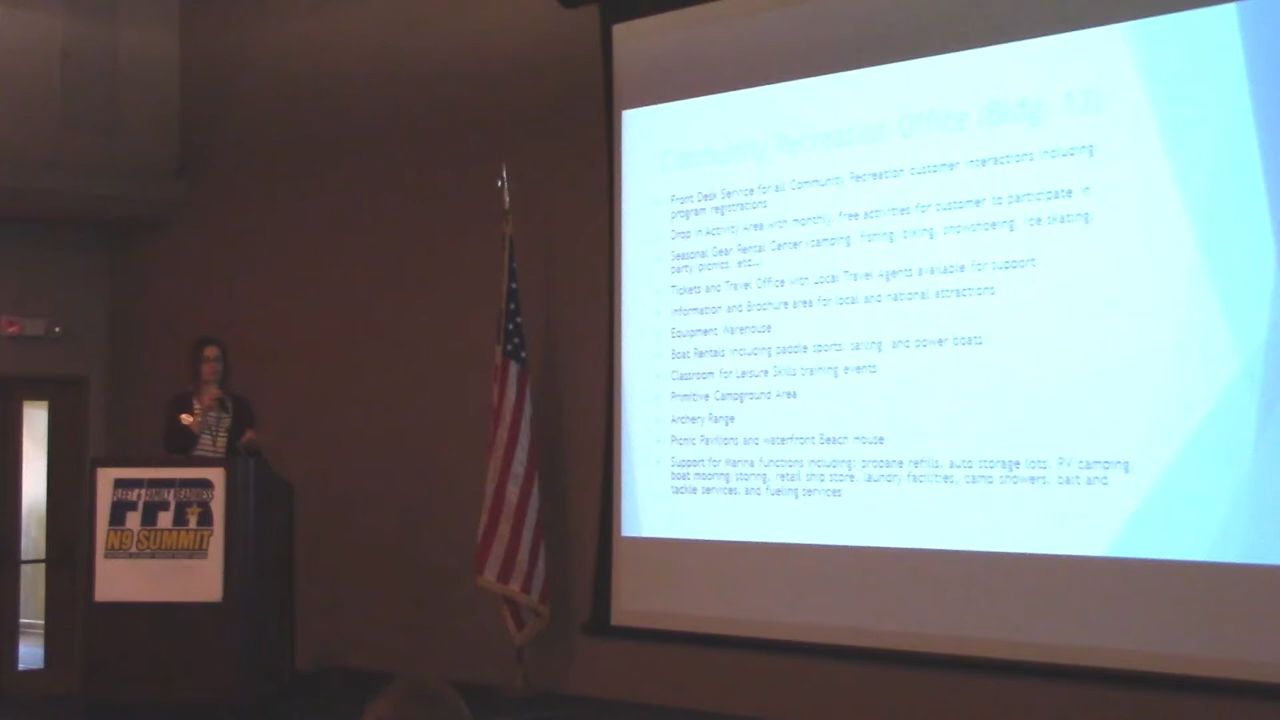 Community Recreation Office (Bldg. 13)
Front Desk Service for all Community Recreation customer interactions including
program registrations
Drop in Activity Area with monthly, free activities for customer to participate in
Seasonal Gear Rental Center (camping, fishing, biking, snowshoeing, ice skating,
party/picnics, etc..)
Tickets and Travel Office with Local Travel Agents available for support
Information and Brochure area for local and national attractions
Equipment Warehouse
Boat Rentals including paddle sports, sailing, and power boats
Classroom for Leisure Skills training events
Primitive Campground Area
Archery Range
Picnic Pavilions and waterfront Beach House
Support for Marina functions including: propane refills, auto storage lots, RV camping,
boat mooring storing, retail ship store, laundry facilities, camp showers, bait and
tackle services, and fueling services
FLEET & FAMILY READINESS
FFR
N9 SUMMIT